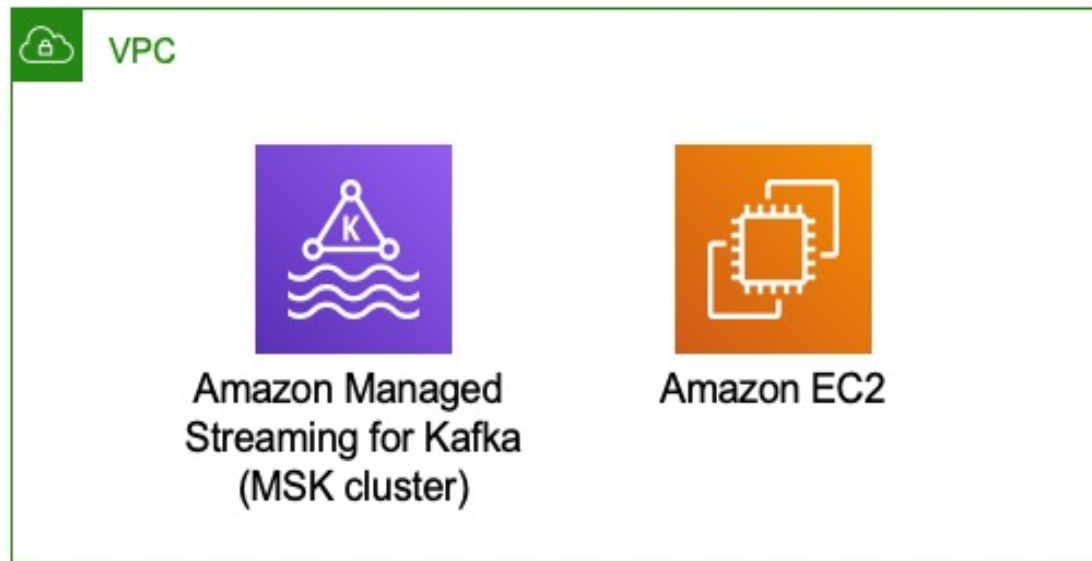 VPC
K
Amazon Managed
Streaming for Kafka
(MSK cluster)
Amazon EC2